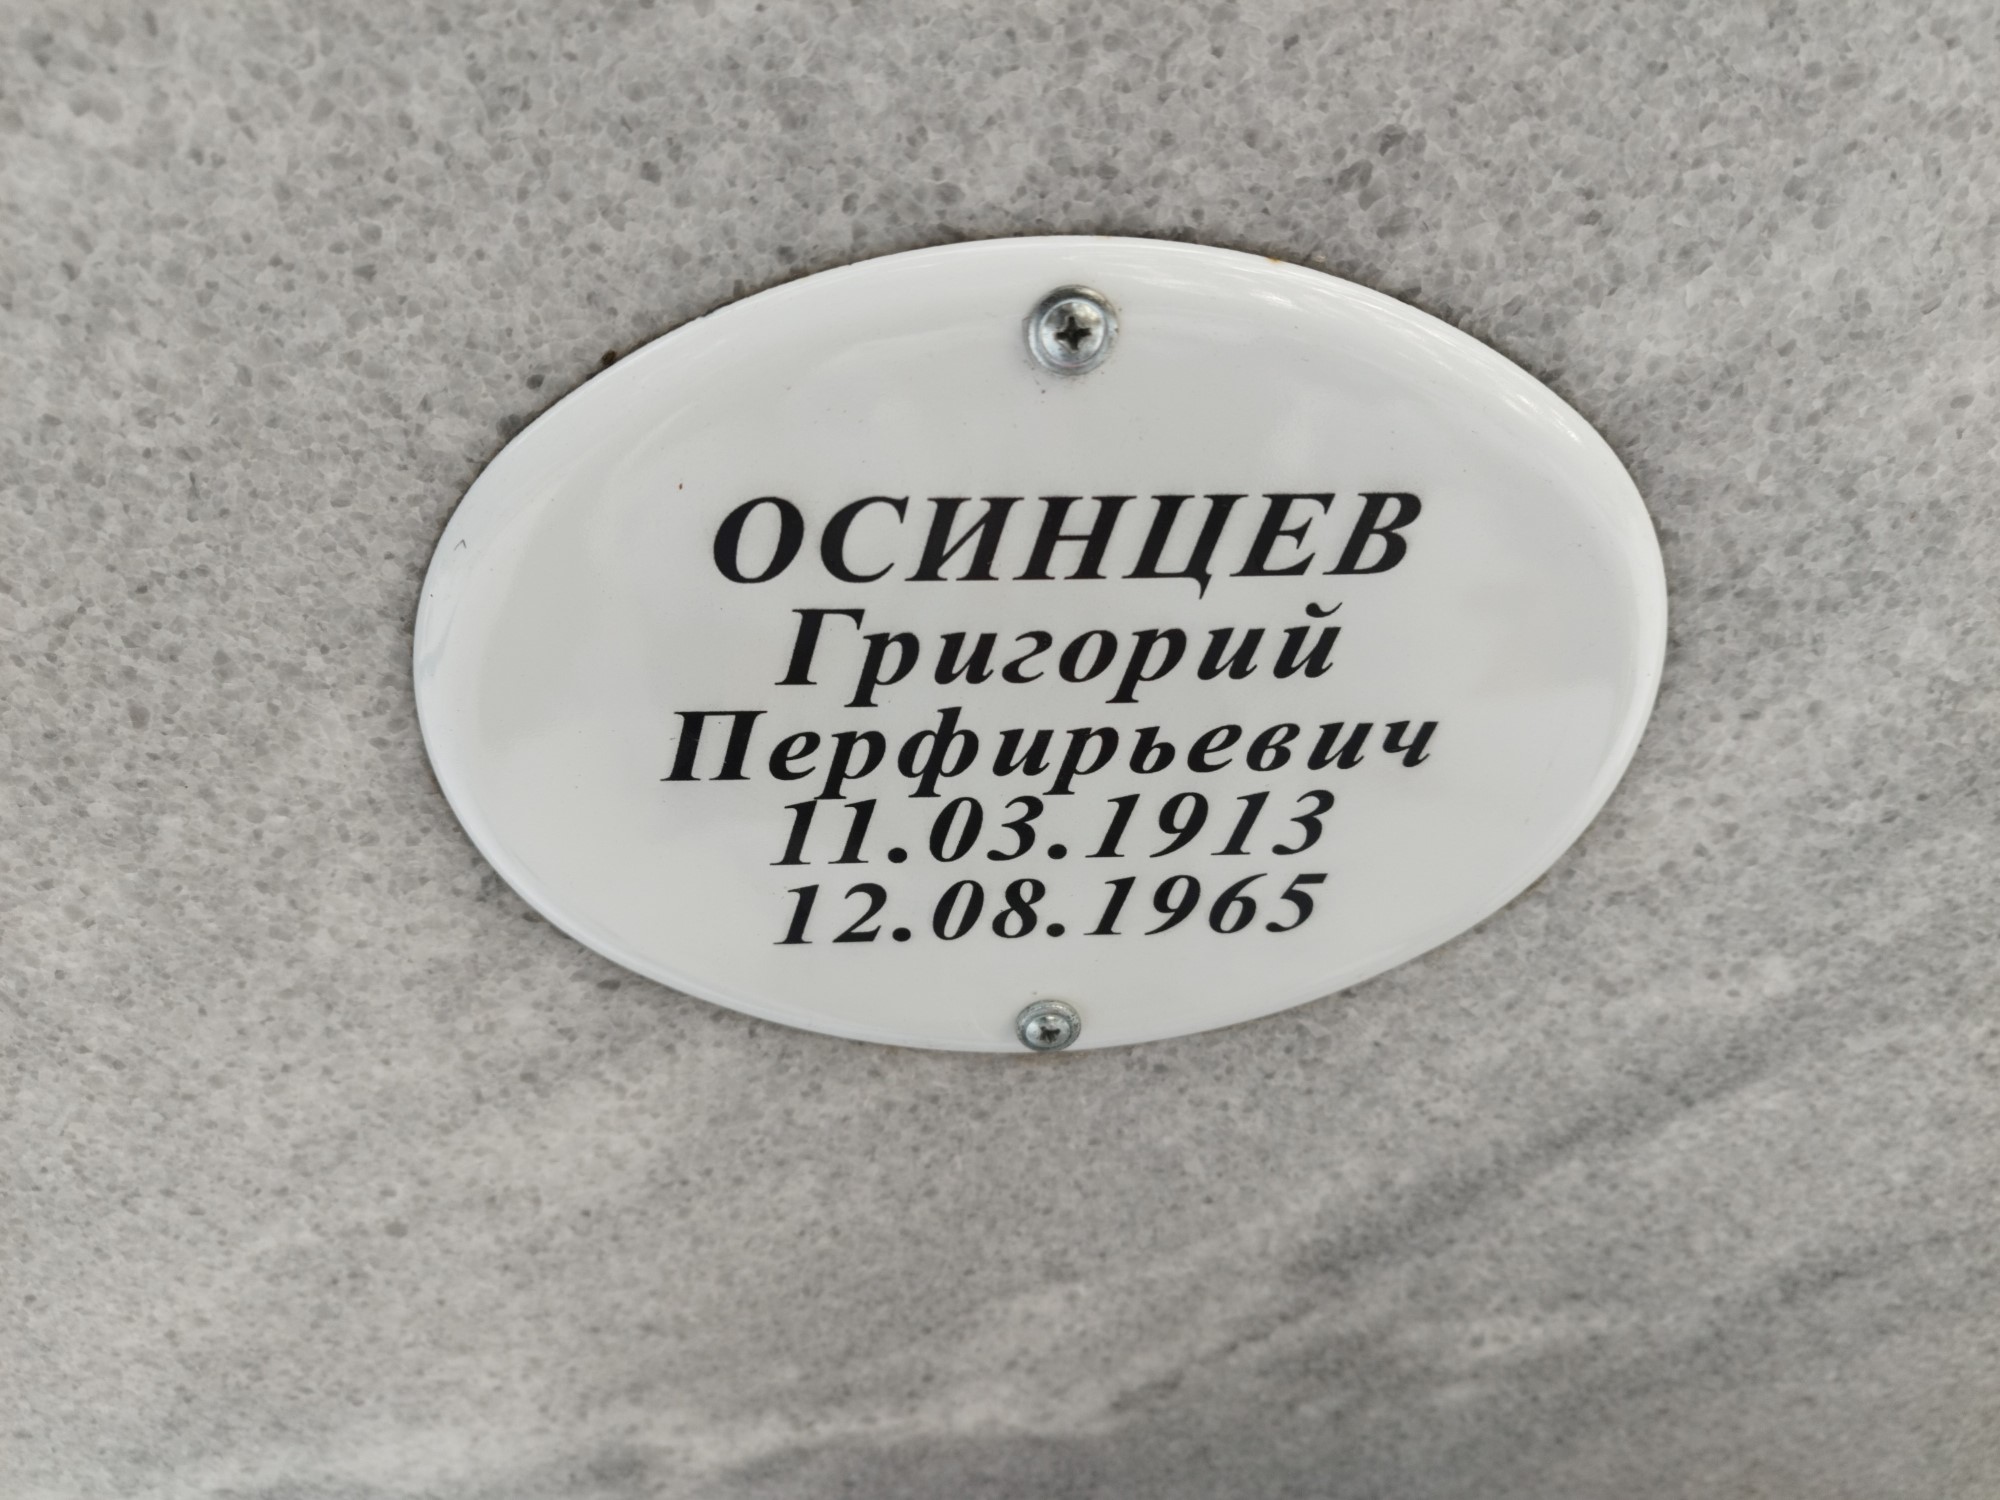 ОСИНЦЕВ
Григорий
Перфирьевич
11.03.1913
12.08.1965